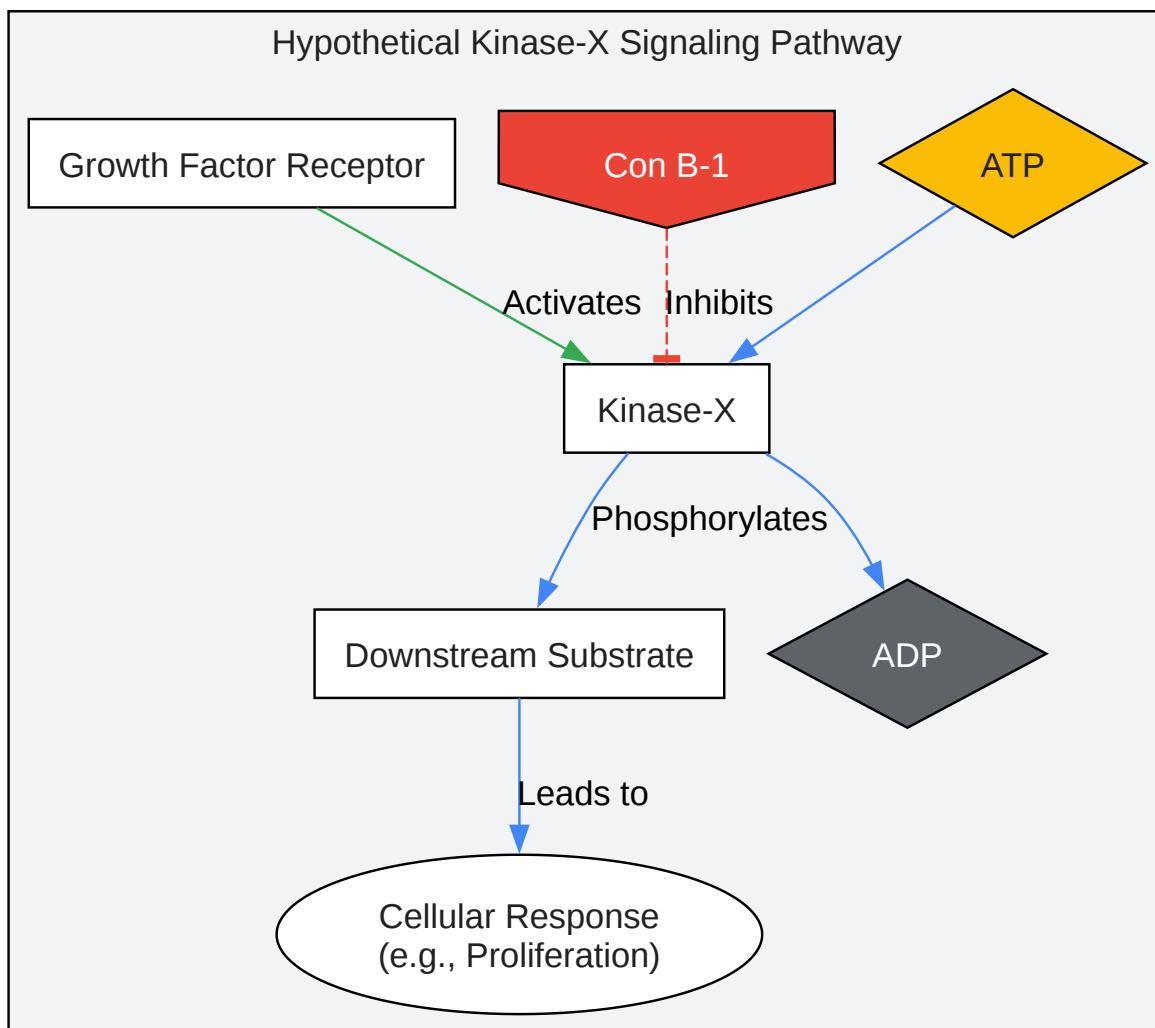 Hypothetical Kinase-X Signaling Pathway
Growth Factor Receptor
Con B-1
ATP
Activates
Inhibits
Kinase-X
Phosphorylates
Downstream Substrate
ADP
Leads to
Cellular Response
(e.g., Proliferation)